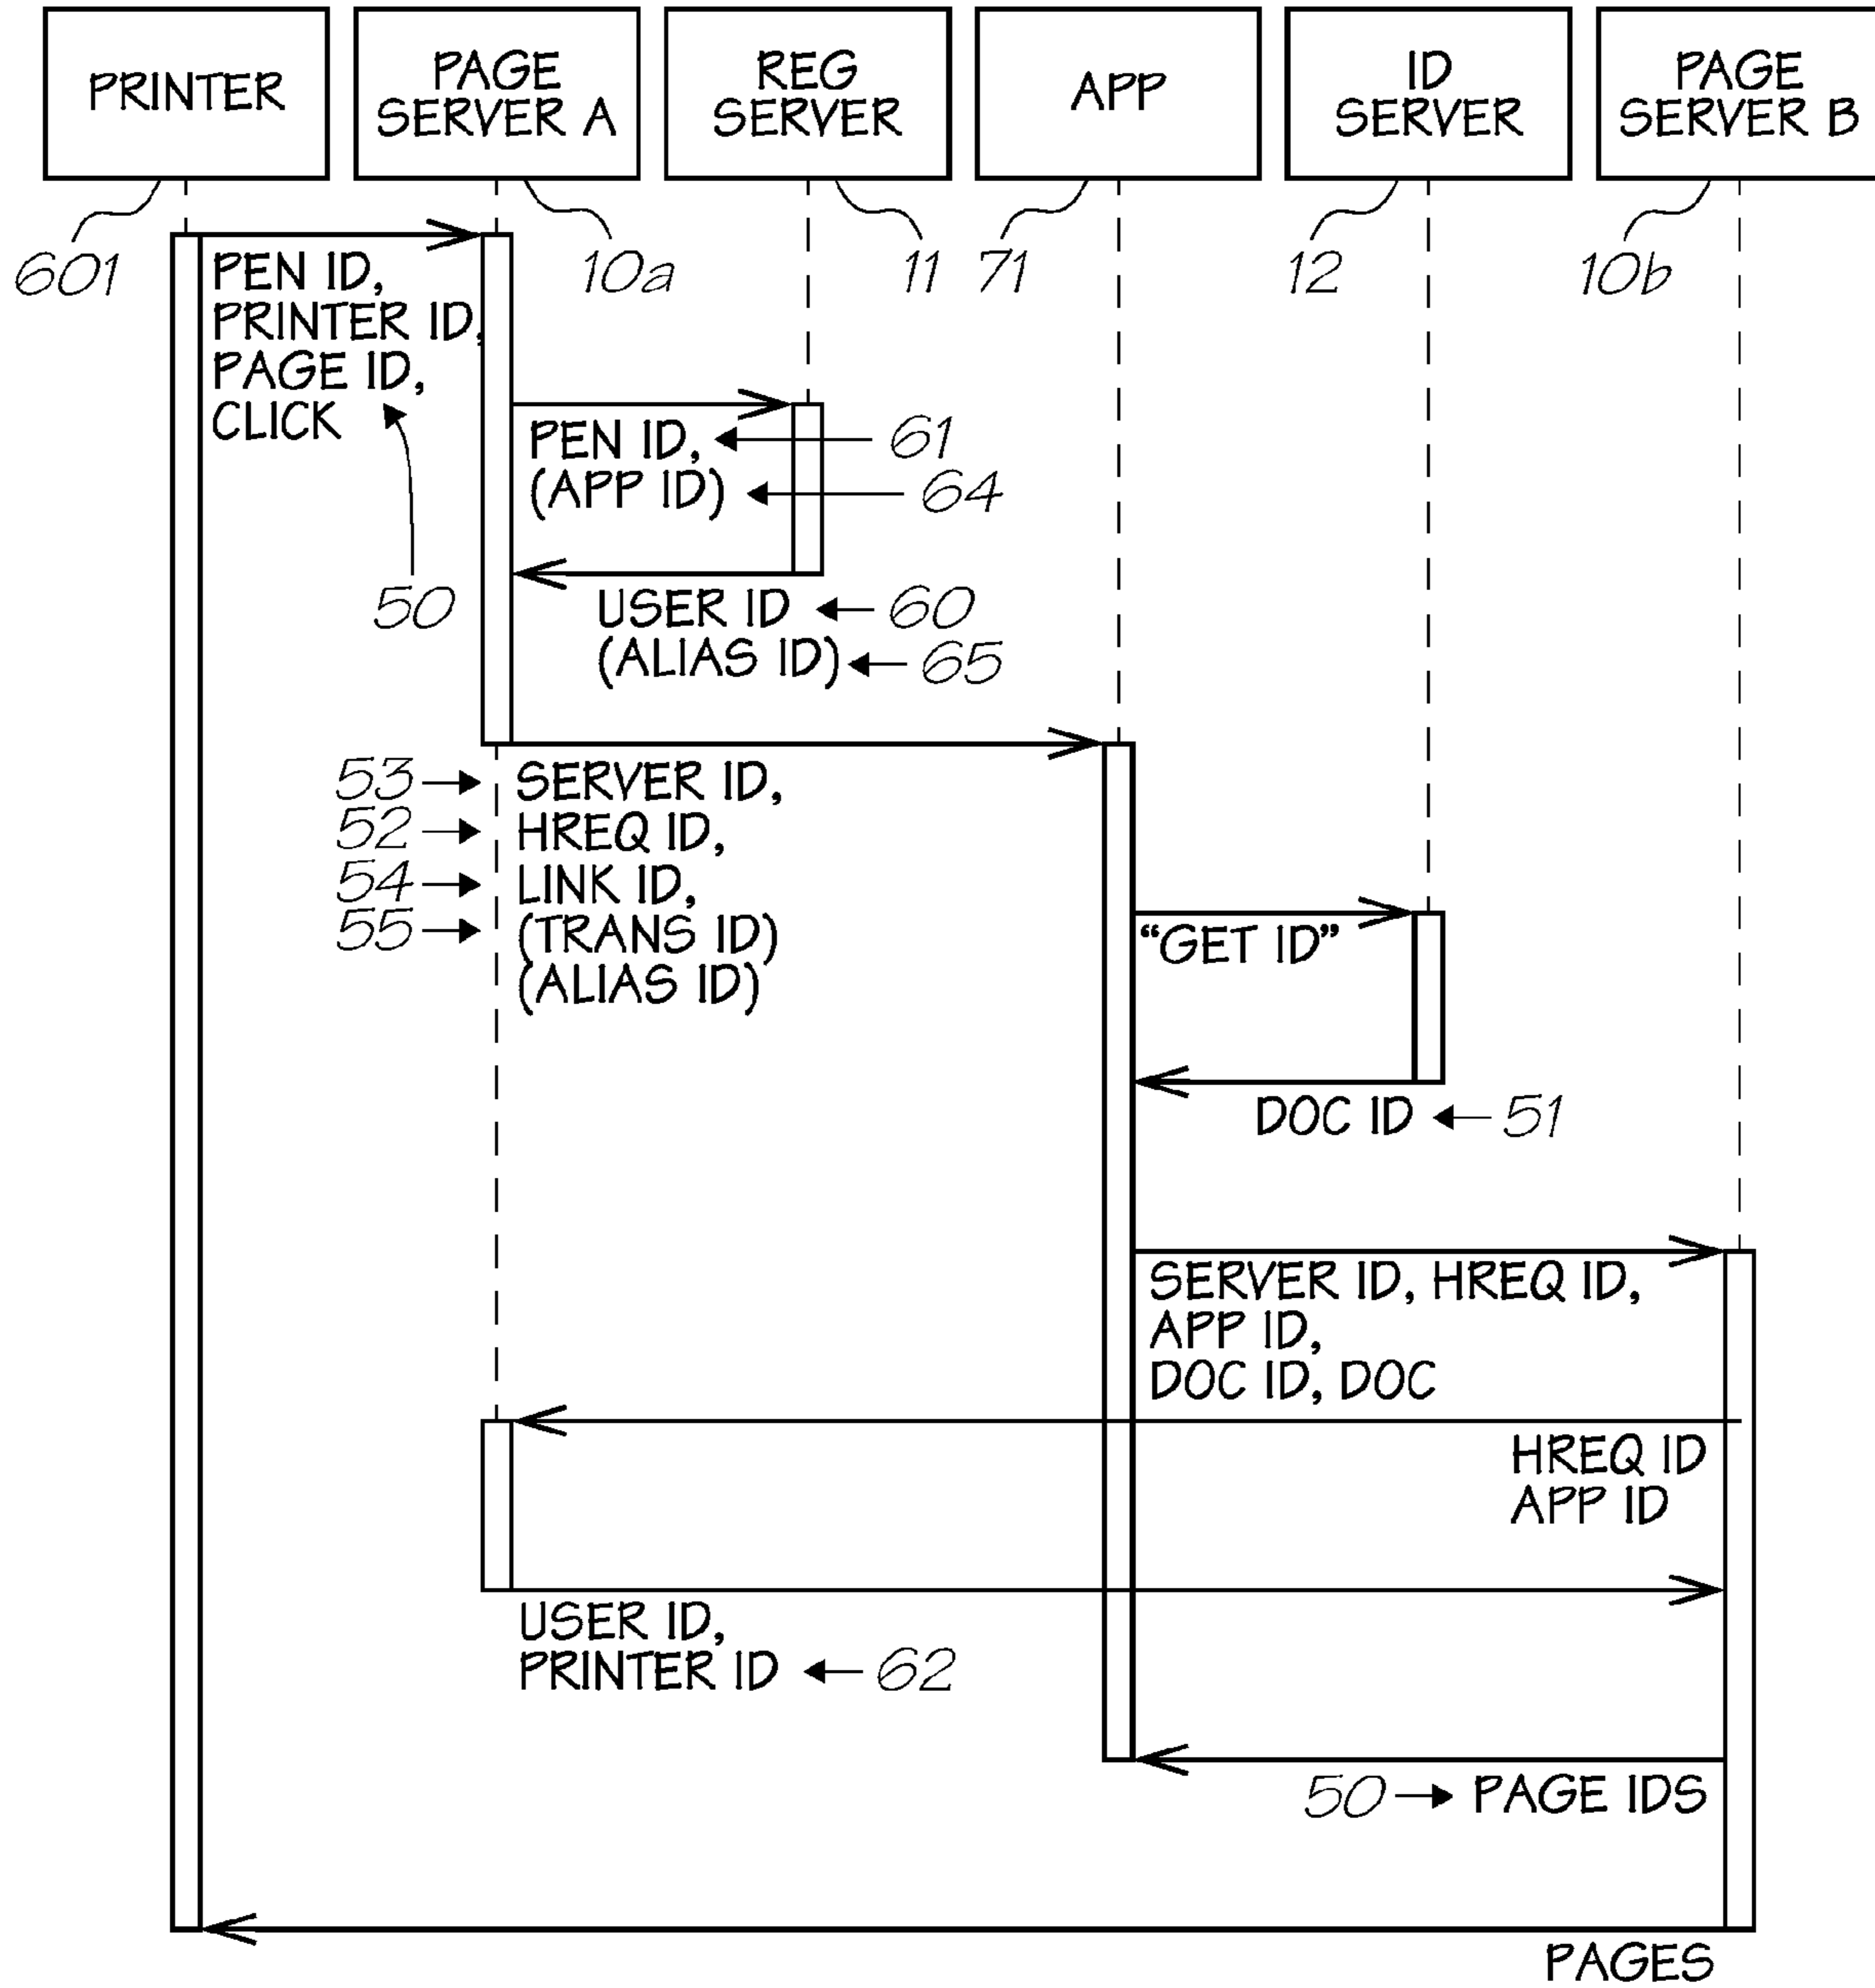 PRINTER
PAGE
SERVER A
REG
SERVER
APP
ID
SERVER
PAGE
SERVER B
601
10a
11
71
12
10b
PEN ID,
PRINTER ID,
PAGE ID,
CLICK
50
PEN ID,
61
(APP ID)
64
USER ID
60
(ALIAS ID)
65
53
SERVER ID,
52
HREQ ID,
54
LINK ID,
55
(TRANS ID)
(ALIAS ID)
“GET ID”
DOC ID
51
SERVER ID, HREQ ID,
APP ID,
DOC ID, DOC
HREQ ID
APP ID
USER ID,
PRINTER ID
62
50
PAGE IDS
PAGES